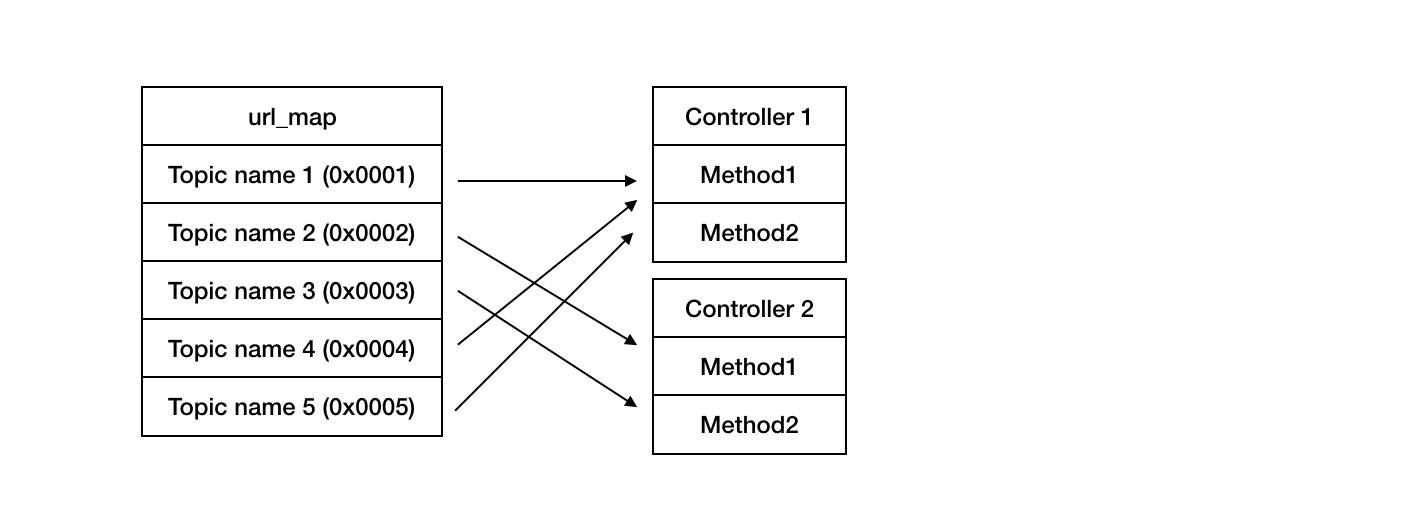 url_map
Topic name 1 (0x0001)
Topic name 2 (0x0002)
Topic name 3 (0x0003)
Topic name 4 (0x0004)
Topic name 5 (0x0005)
Controller 1
Method1
Method2
Controller 2
Method1
Method2